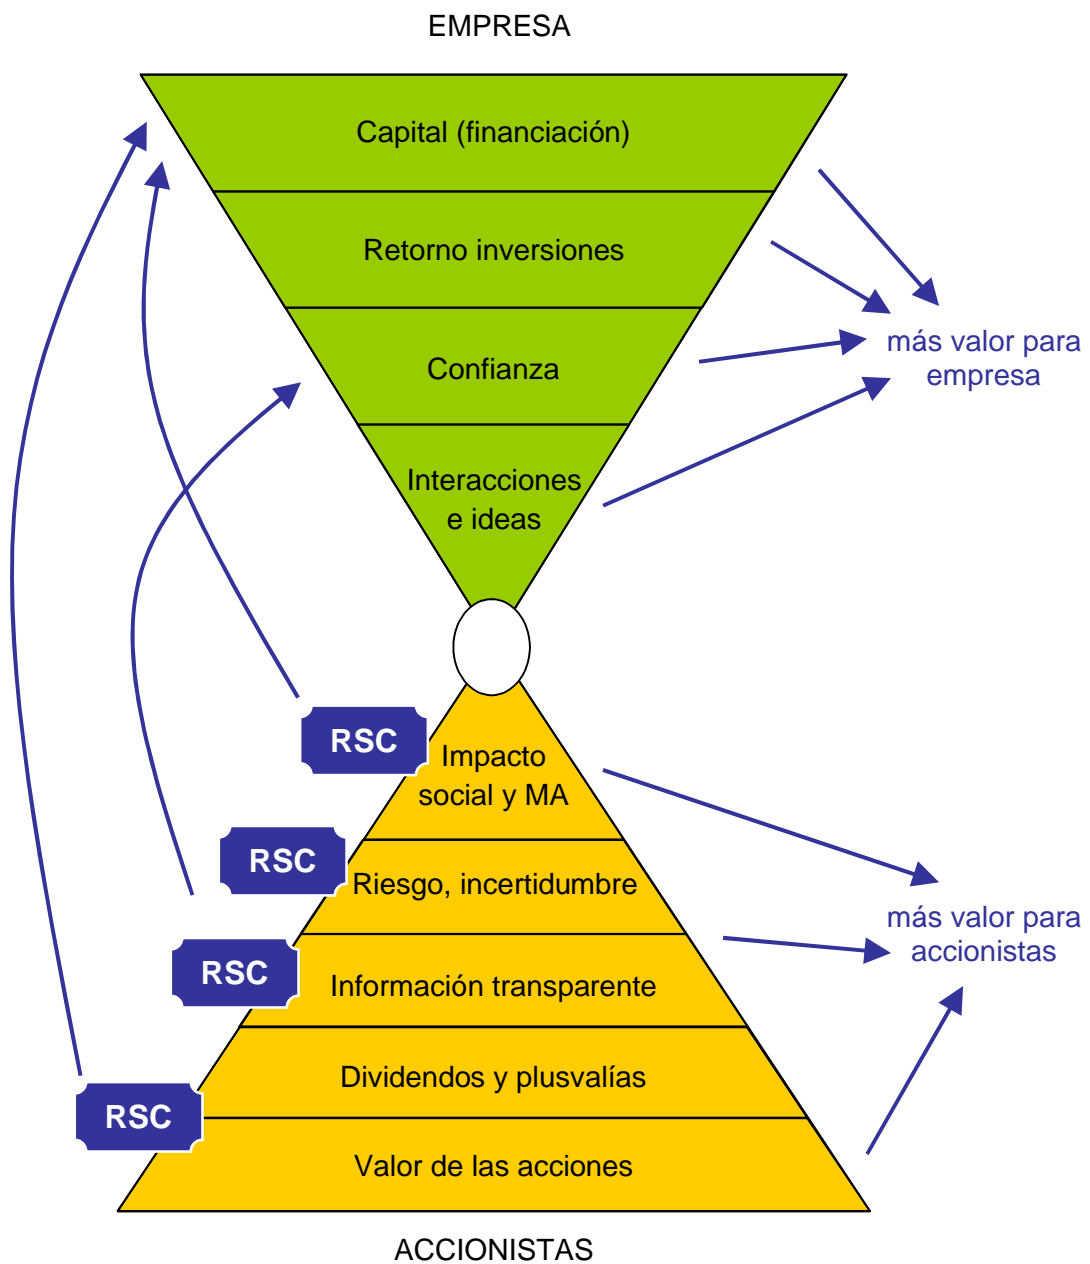 EMPRESA
Capital (financiación)
Retorno inversiones
más valor para
empresa
Confianza
Interacciones
e ideas
RSC
Impacto
social y MA
RSC
Riesgo, incertidumbre
más valor para
accionistas
RSC
Información transparente
Dividendos y plusvalías
RSC
Valor de las acciones
ACCIONISTAS